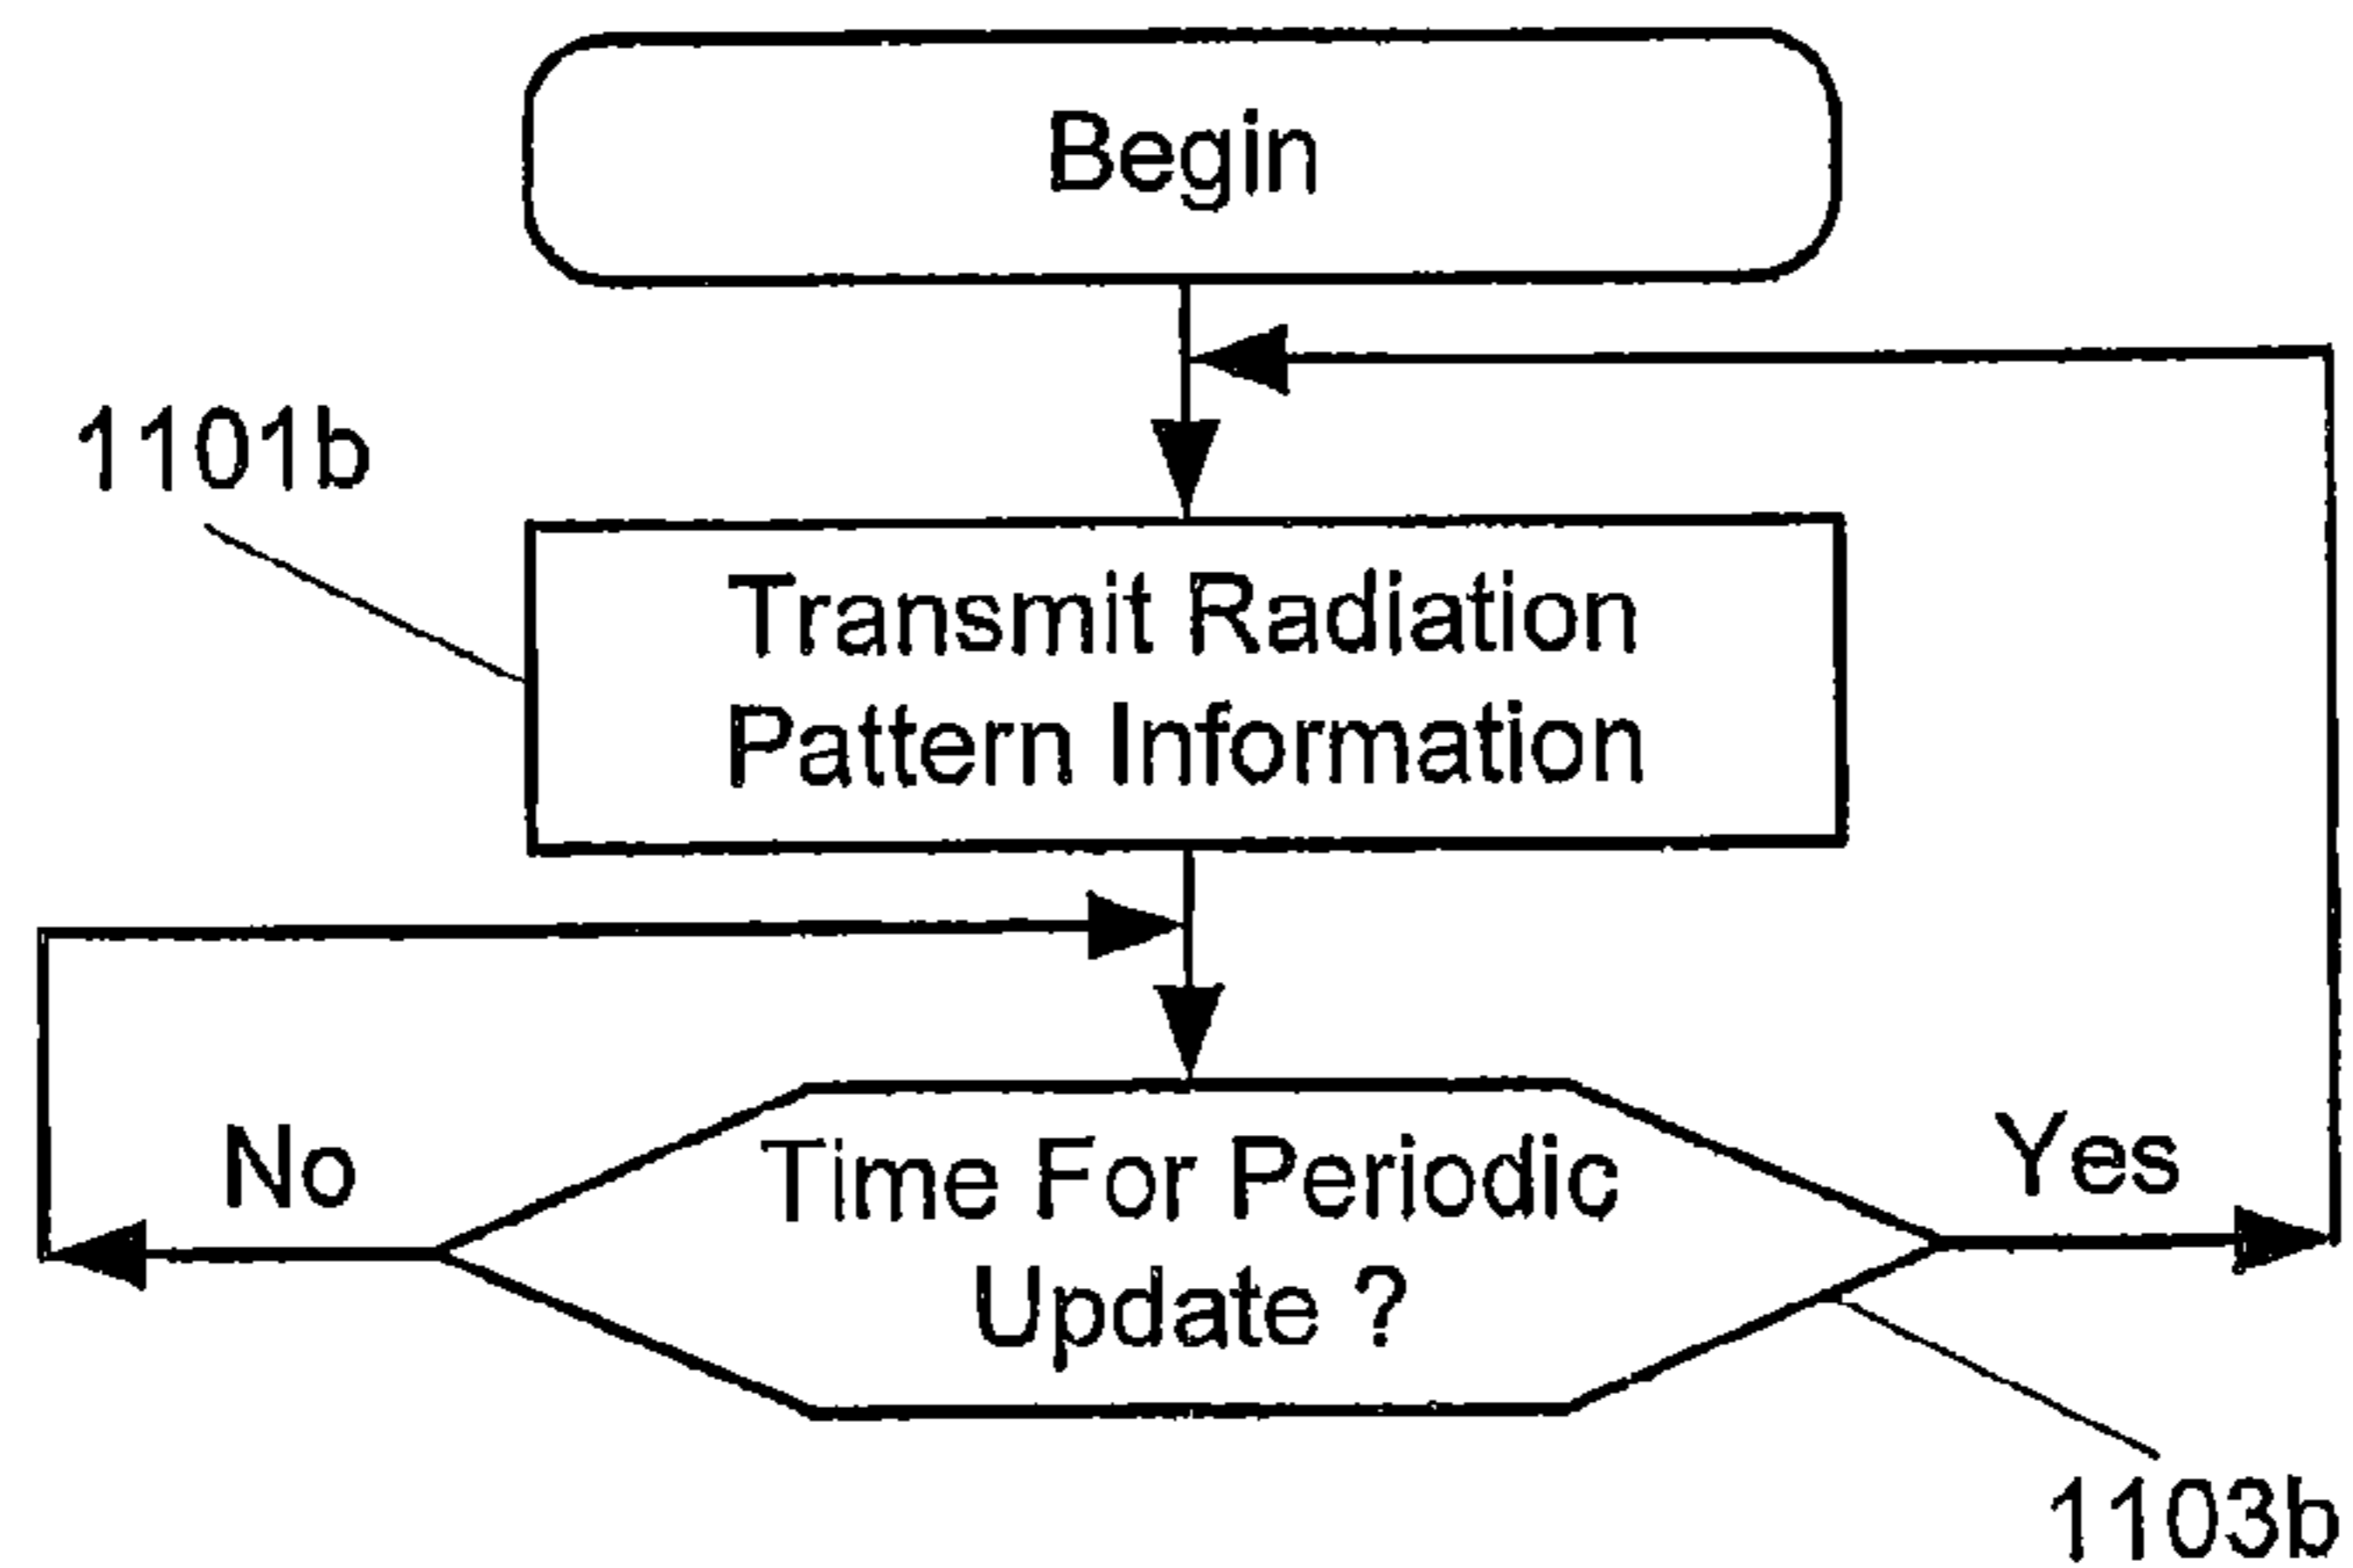 Begin
1101b
Transmit Radiation
Pattern Information
No
Time For Periodic
Update ?
Yes
1103b